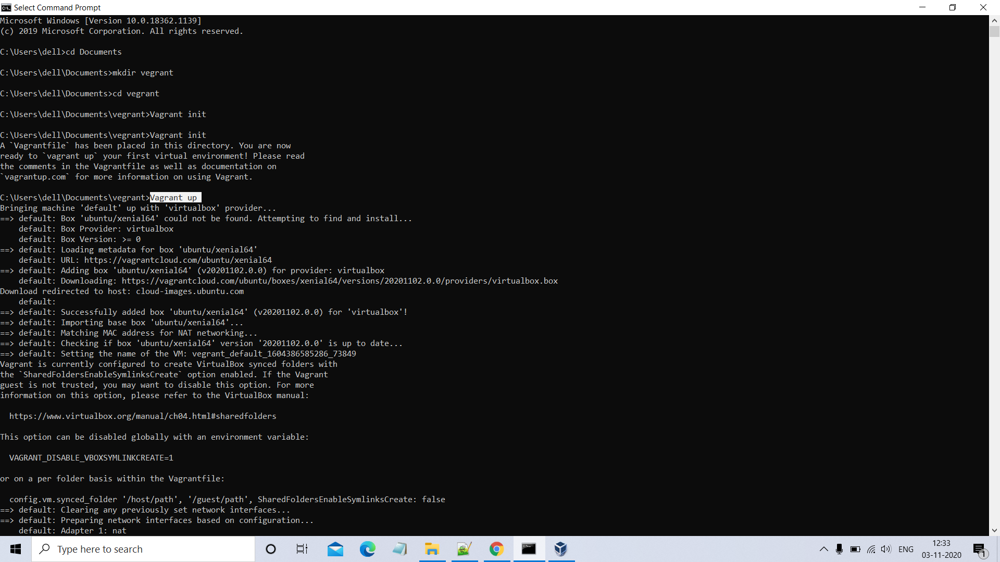 Select Command Prompt
Microsoft Windows [Version 10.0.18362.1139]
(c) 2019 Microsoft Corporation. All rights reserved.
C:\Users\dell>cd Documents
C:\Users\dell\Documents>mkdir vegrant
C:\Users\dell\Documents>cd vegrant
C:\Users\dell\Documents\vegrant>Vagrant init
C:\Users\dell\Documents\vegrant>Vagrant init
A `Vagrantfile` has been placed in this directory. You are now
ready to `vagrant up` your first virtual environment! Please read
the comments in the Vagrantfile as well as documentation on
`vagrantup.com` for more information on using Vagrant.
C:\Users\dell\Documents\vegrant>Vagrant up
Bringing machine 'default' up with 'virtualbox' provider...
==> default: Box 'ubuntu/xenial64' could not be found. Attempting to find and install...
    default: Box Provider: virtualbox
    default: Box Version: >= 0
==> default: Loading metadata for box 'ubuntu/xenial64'
    default: URL: https://vagrantcloud.com/ubuntu/xenial64
==> default: Adding box 'ubuntu/xenial64' (v20201102.0.0) for provider: virtualbox
    default: Downloading: https://vagrantcloud.com/ubuntu/boxes/xenial64/versions/20201102.0.0/providers/virtualbox.box
Download redirected to host: cloud-images.ubuntu.com
    default:
==> default: Successfully added box 'ubuntu/xenial64' (v20201102.0.0) for 'virtualbox'!
==> default: Importing base box 'ubuntu/xenial64'...
==> default: Matching MAC address for NAT networking...
==> default: Checking if box 'ubuntu/xenial64' version '20201102.0.0' is up to date...
==> default: Setting the name of the VM: vegrant_default_1604386585286_73849
Vagrant is currently configured to create VirtualBox synced folders with
the `SharedFoldersEnableSymlinksCreate` option enabled. If the Vagrant
guest is not trusted, you may want to disable this option. For more
information on this option, please refer to the VirtualBox manual:
  https://www.virtualbox.org/manual/ch04.html#sharedfolders
This option can be disabled globally with an environment variable:
  VAGRANT_DISABLE_VBOXSYMLINKCREATE=1
or on a per folder basis within the Vagrantfile:
  config.vm.synced_folder '/host/path', '/guest/path', SharedFoldersEnableSymlinksCreate: false
==> default: Clearing any previously set network interfaces...
==> default: Preparing network interfaces based on configuration...
    default: Adapter 1: nat
Type here to search
ENG
12:33
03-11-2020
1